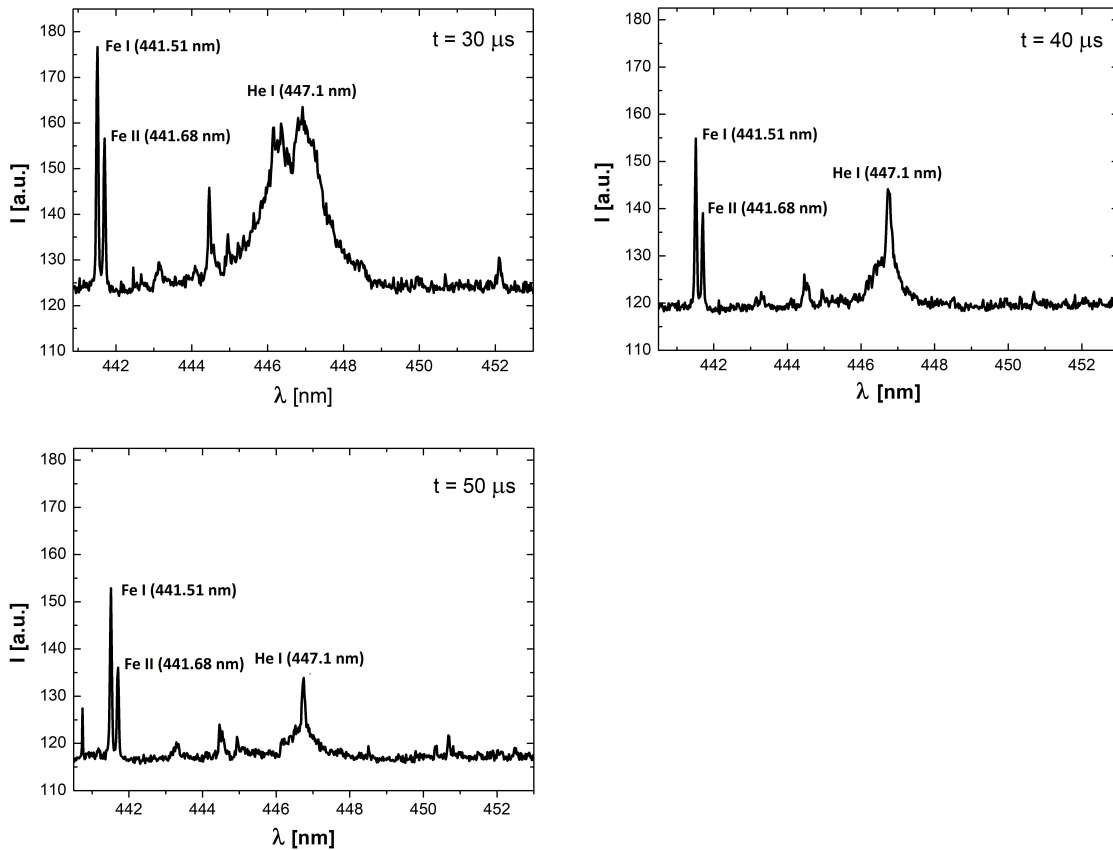 t = 30 μs
Fe I (441.51 nm)
He I (447.1 nm)
Fe II (441.68 nm)
180
170
160
150
140
130
120
110
I [a.u.]
442 444 446 448 450 452
λ [nm]
t = 40 μs
Fe I (441.51 nm)
He I (447.1 nm)
Fe II (441.68 nm)
180
170
160
150
140
130
120
110
I [a.u.]
442 444 446 448 450 452
λ [nm]
t = 50 μs
Fe I (441.51 nm)
Fe II (441.68 nm)
He I (447.1 nm)
180
170
160
150
140
130
120
110
I [a.u.]
442 444 446 448 450 452
λ [nm]